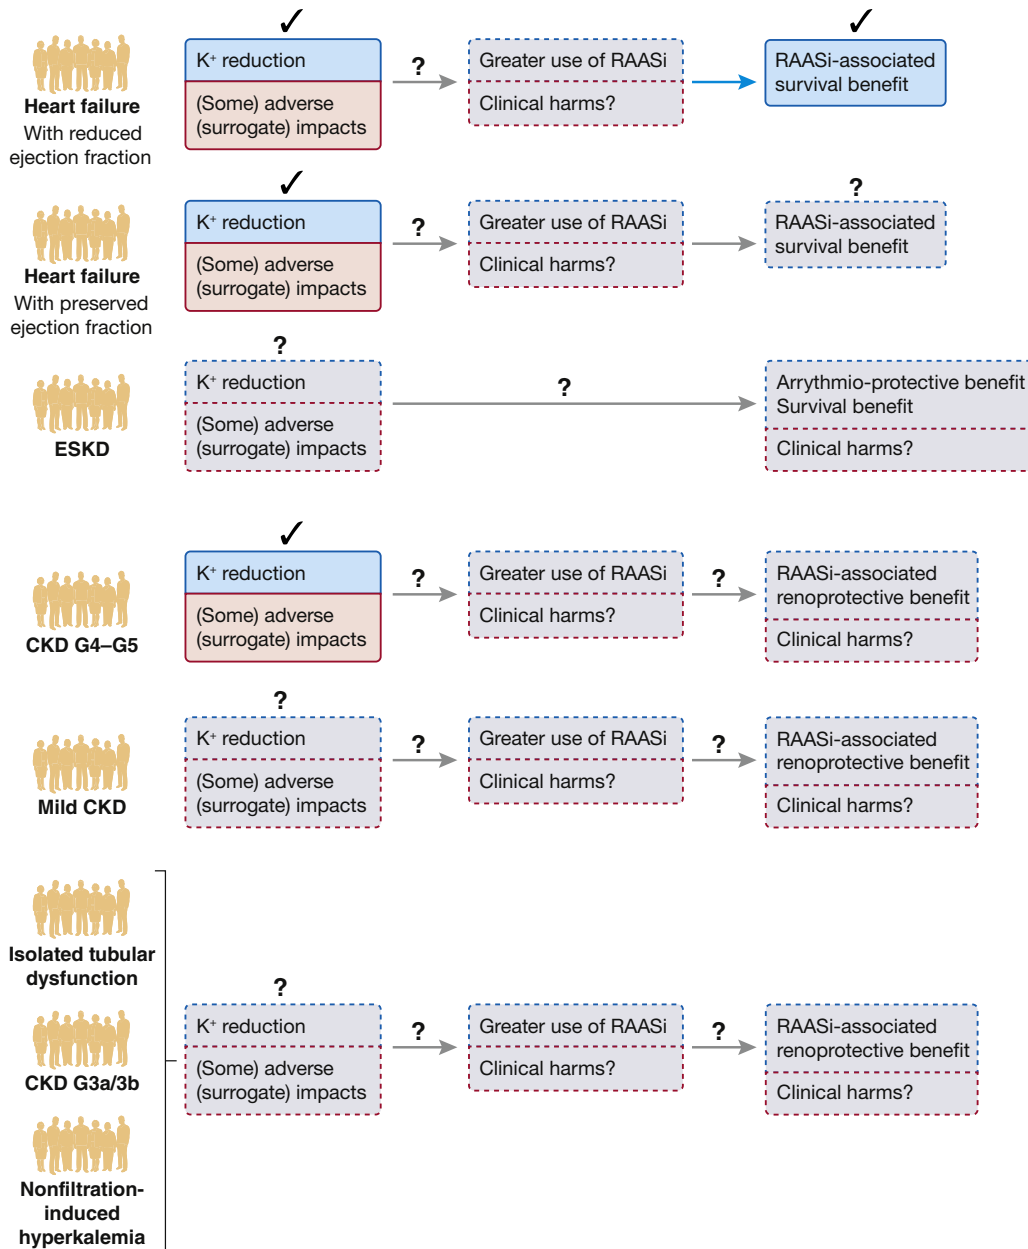 ✓
✓
K⁺ reduction
(Some) adverse
(surrogate) impacts
?
Greater use of RAASi
Clinical harms?
RAASi-associated
survival benefit
Heart failure
With reduced
ejection fraction
✓
?
K⁺ reduction
(Some) adverse
(surrogate) impacts
?
Greater use of RAASi
Clinical harms?
RAASi-associated
survival benefit
Heart failure
With preserved
ejection fraction
?
K⁺ reduction
(Some) adverse
(surrogate) impacts
?
Arrythmio-protective benefit
Survival benefit
Clinical harms?
ESKD
✓
K⁺ reduction
(Some) adverse
(surrogate) impacts
?
Greater use of RAASi
Clinical harms?
?
RAASi-associated
renoprotective benefit
Clinical harms?
CKD G4–G5
?
K⁺ reduction
(Some) adverse
(surrogate) impacts
?
Greater use of RAASi
Clinical harms?
?
RAASi-associated
renoprotective benefit
Clinical harms?
Mild CKD
Isolated tubular
dysfunction
CKD G3a/3b
Nonfiltration-
induced
hyperkalemia
?
K⁺ reduction
(Some) adverse
(surrogate) impacts
?
Greater use of RAASi
Clinical harms?
?
RAASi-associated
renoprotective benefit
Clinical harms?